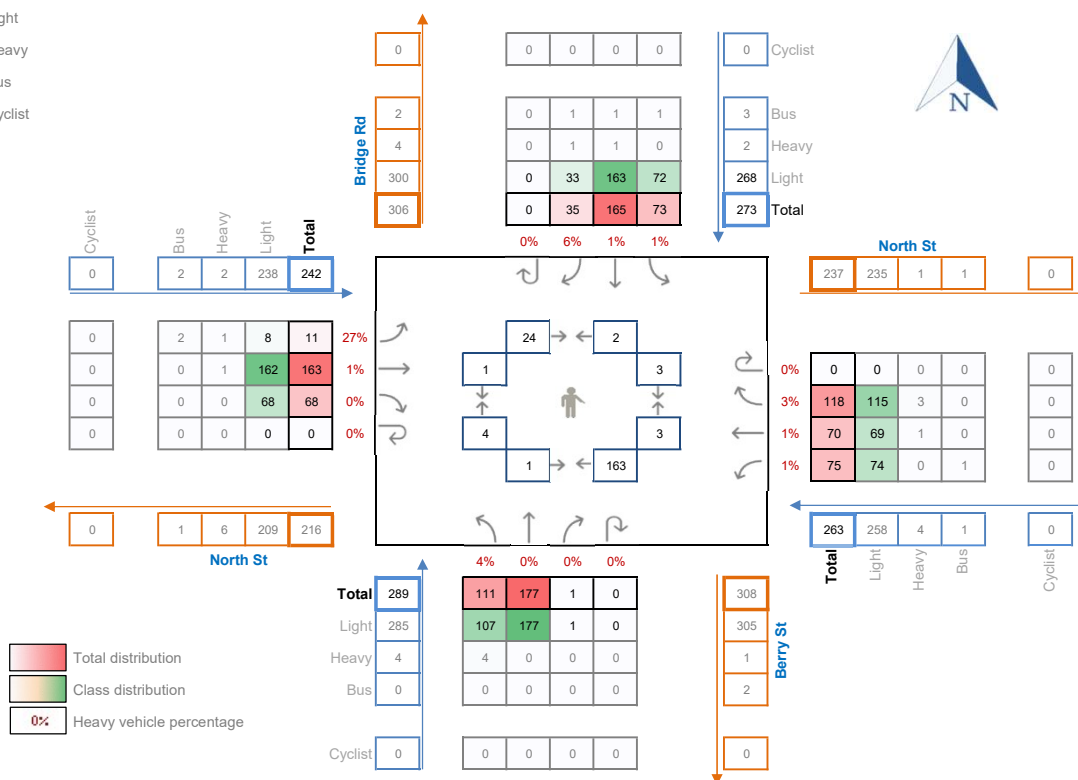 ght
eavy
us
yclist
0
0 0 0 0
0 Cyclist
Bridge Rd
2
4
300
306
0 1 1 1
0 1 1 0
0 33 163 72
0 35 165 73
3 Bus
2 Heavy
268 Light
273 Total
N
0% 6% 1% 1%
Cyclist Bus Heavy Light Total
0 2 2 238 242
North St
237 235 1 1 0
0 2 1 8 11 27%
0 0 1 162 163 1%
0 0 0 68 68 0%
0 0 0 0 0 0%
24 2
1 3
4 3
1 163
0% 0 0 0 0 0
3% 118 115 3 0 0
1% 70 69 1 0 0
1% 75 74 0 1 0
0 1 6 209 216
North St
263 258 4 1 0
Total Light Heavy Bus Cyclist
4% 0% 0% 0%
Total 289 111 177 1 0
Light 285 107 177 1 0
Heavy 4 4 0 0 0
Bus 0 0 0 0 0
Cyclist 0 0 0 0 0
308
305
1
2
0
Berry St
Total distribution
Class distribution
0% Heavy vehicle percentage